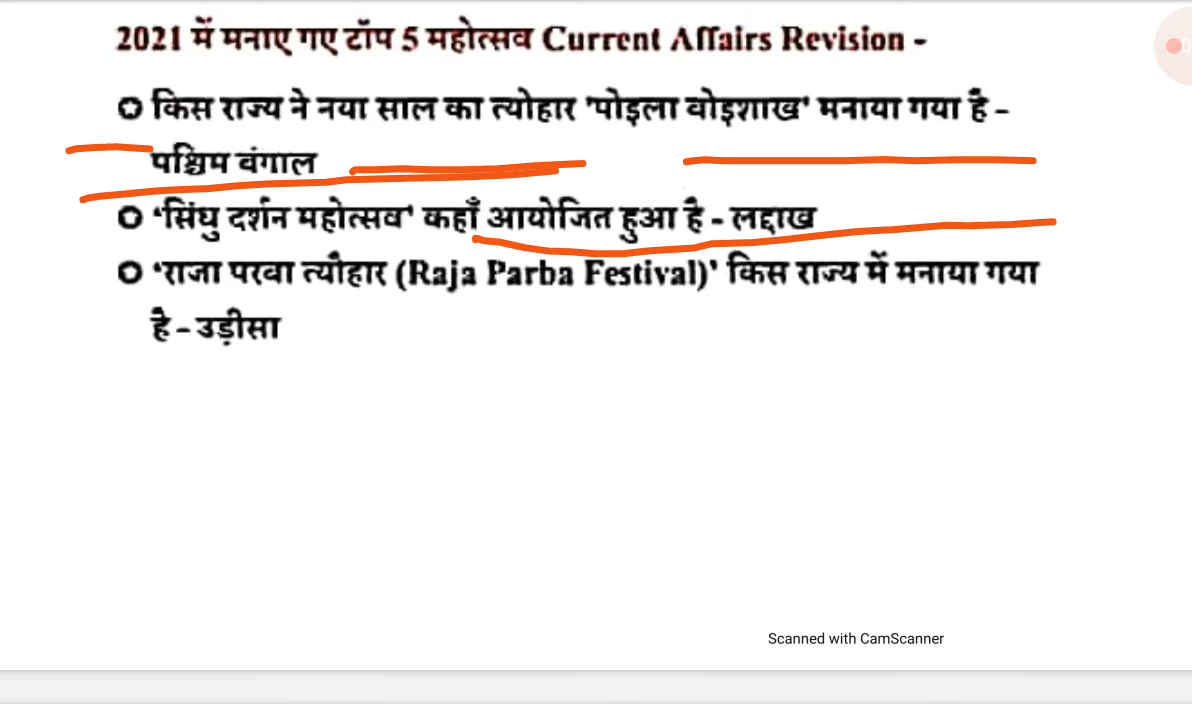 2021 में मनाए गए टॉप 5 महोत्सव Current Affairs Revision -
किस राज्य ने नया साल का त्योहार 'पोइला वोइशाख' मनाया गया है -
पश्चिम बंगाल
'सिंधु दर्शन महोत्सव' कहाँ आयोजित हुआ है - लद्दाख
'राजा परवा त्यौहार (Raja Parba Festival)' किस राज्य में मनाया गया
है - उड़ीसा
Scanned with CamScanner